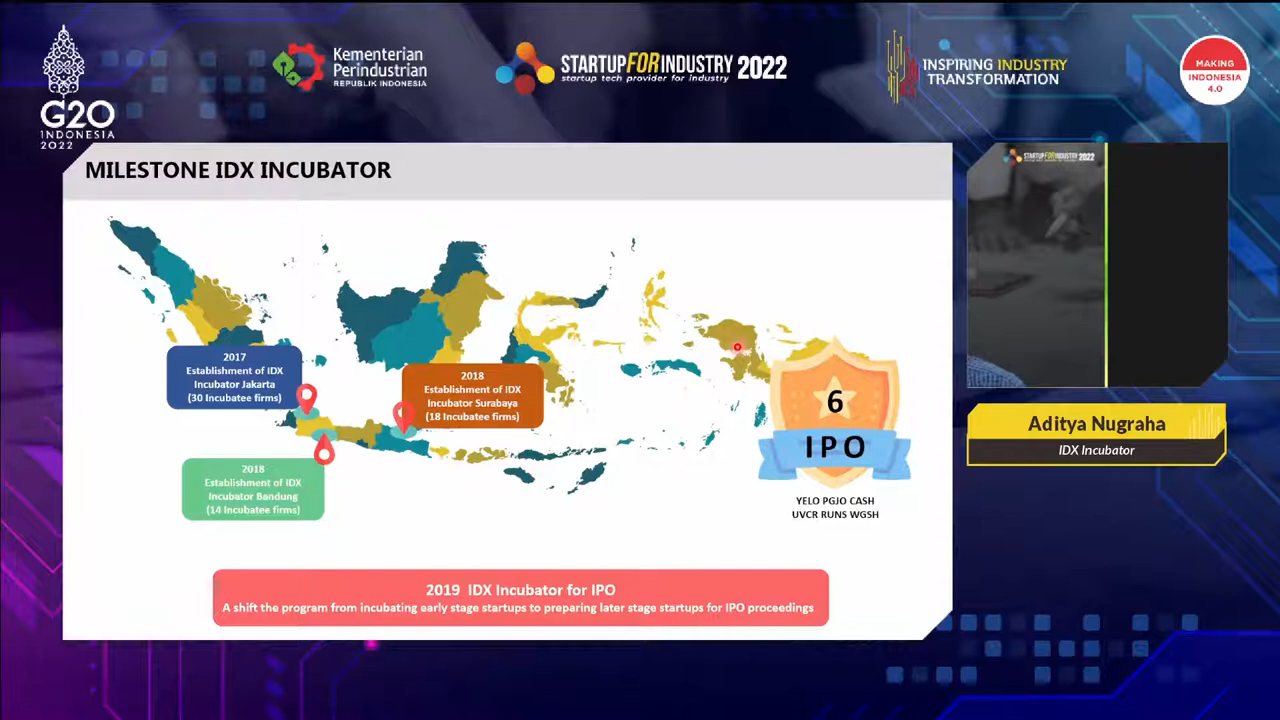 G20
INDONESIA
2022
Kementerian
Perindustrian
REPUBLIK INDONESIA
STARTUPFORINDUSTRY 2022
startup tech provider for industry
INSPIRING INDUSTRY
TRANSFORMATION
MAKING
INDONESIA
4.0
MILESTONE IDX INCUBATOR
2017
Establishment of IDX
Incubator Jakarta
(30 Incubatee firms)
2018
Establishment of IDX
Incubator Surabaya
(18 Incubatee firms)
2018
Establishment of IDX
Incubator Bandung
(14 Incubatee firms)
6
IPO
YELO PGJO CASH
UVCR RUNS WGSH
2019 IDX Incubator for IPO
A shift the program from incubating early stage startups to preparing later stage startups for IPO proceedings
STARTUPFORINDUSTRY 2022
Aditya Nugraha
IDX Incubator